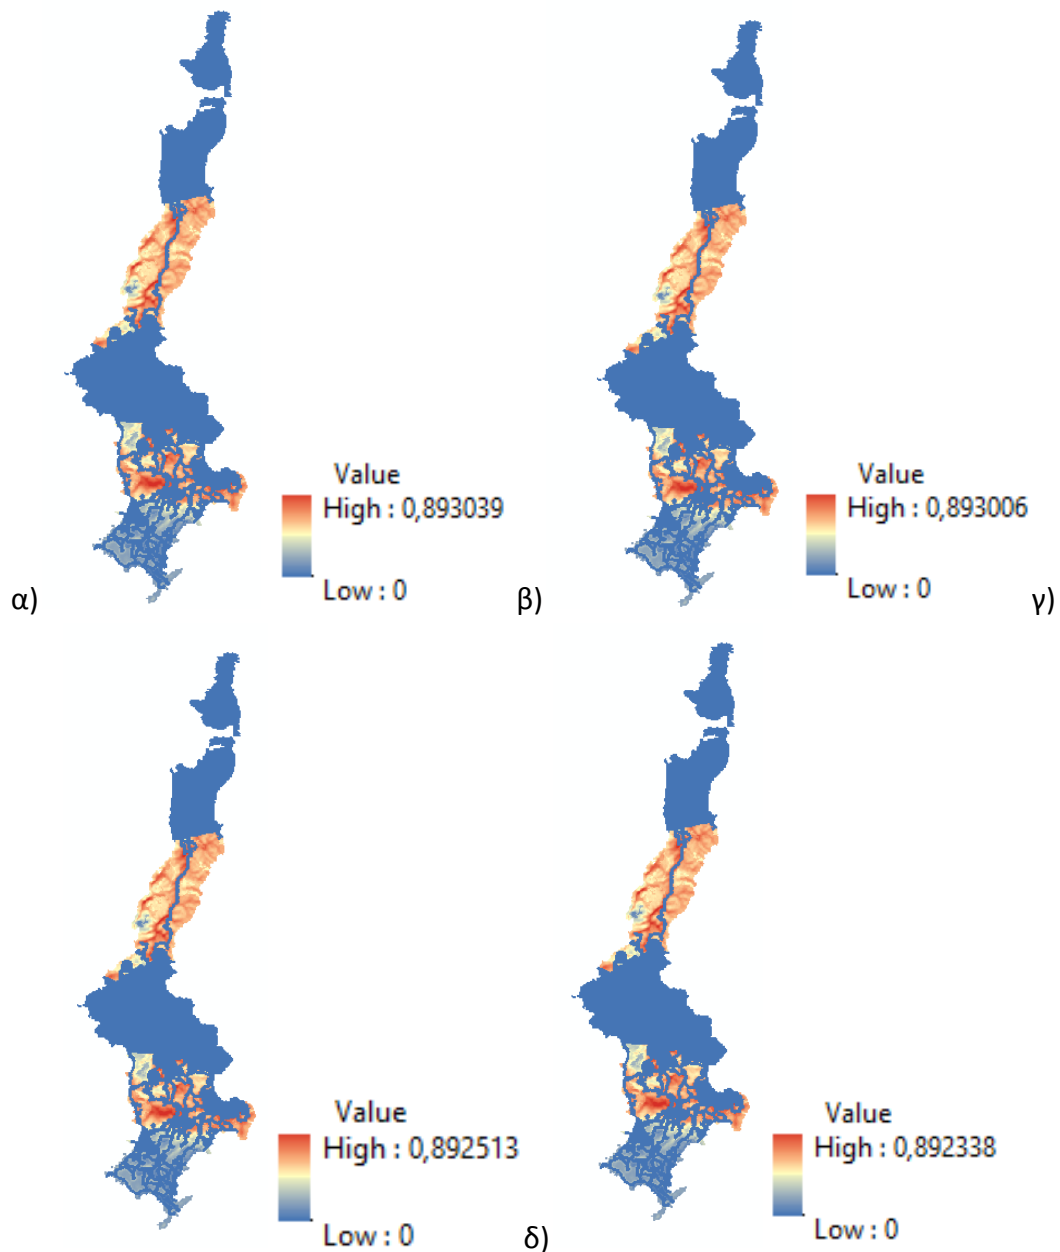 Value
High : 0,893039
Low : 0
α)
Value
High : 0,893006
Low : 0
β)
γ)
Value
High : 0,892513
Low : 0
Value
High : 0,892338
Low : 0
δ)